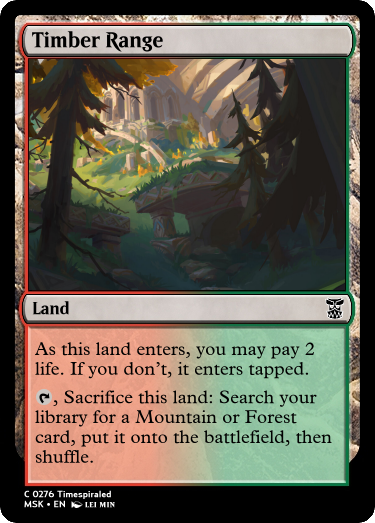 Timber Range
Land
As this land enters, you may pay 2
life. If you don't, it enters tapped.
, Sacrifice this land: Search your
library for a Mountain or Forest
card, put it onto the battlefield, then
shuffle.
C 0276 Timespiraled
MSK • EN LEI MIN